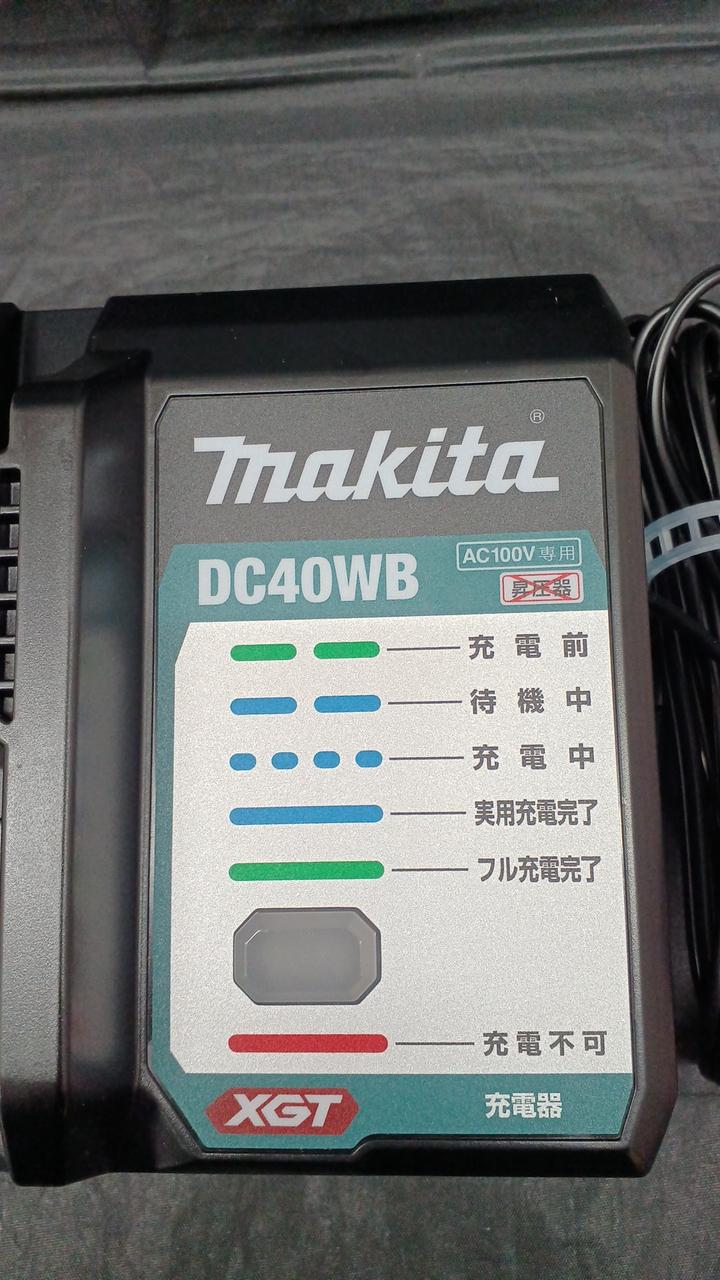 makita®
DC40WB
AC100V専用
昇圧器
充電前
待機中
充電中
実用充電完了
フル充電完了
充電不可
XGT
充電器